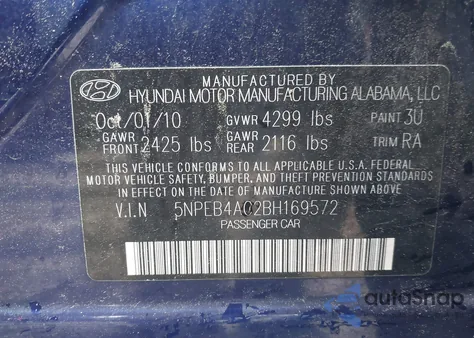 MFD BY
HYUNDAI MOTOR MANUFACTURING ALABAMA, LLC
Oct/01/10 GVWR 4299 lbs PAINT 3U
GAWR FRONT 2425 lbs GAWR REAR 2116 lbs TRIM RA
THIS VEHICLE CONFORMS TO ALL APPLICABLE U.S.A. FEDERAL
MOTOR VEHICLE SAFETY, BUMPER, AND THEFT PREVENTION STANDARDS
IN EFFECT ON THE DATE OF MANUFACTURE SHOWN ABOVE.
V.I.N 5NPEB4AC2BH169572
PASSENGER CAR
autoSnap